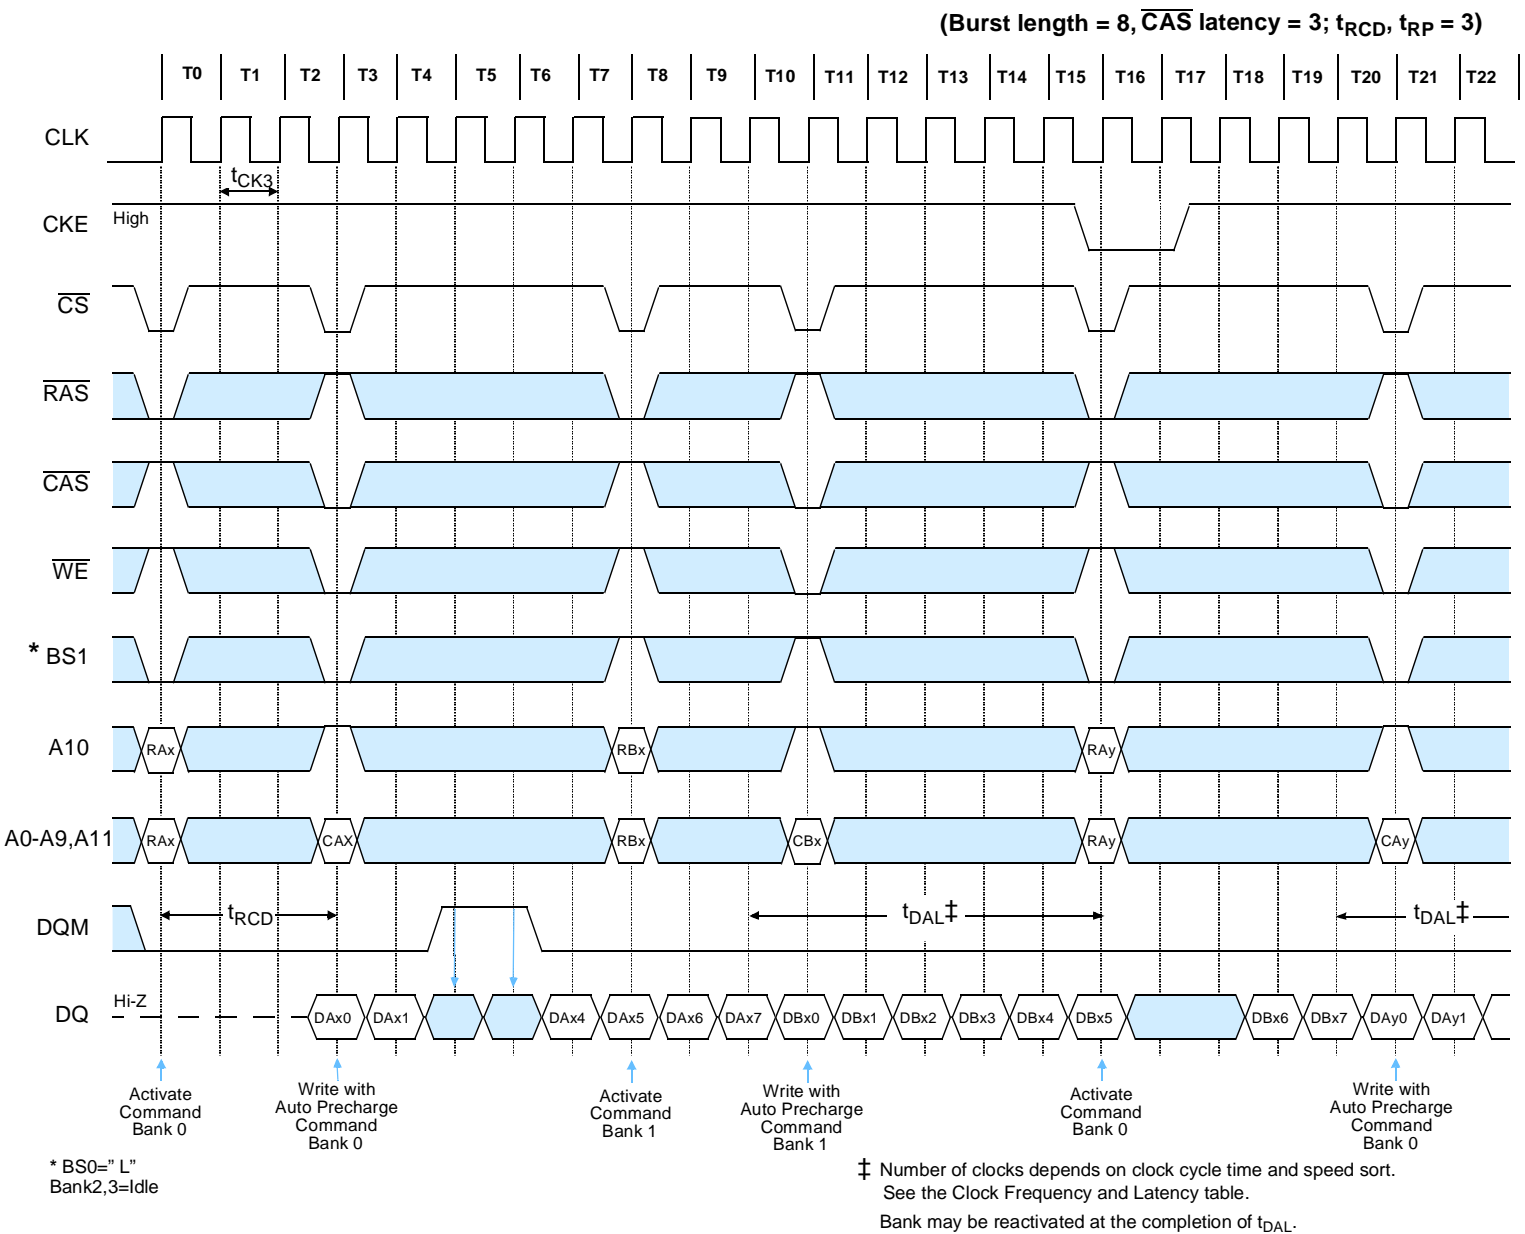 (Burst length = 8, CAS latency = 3; tRCD, tRP = 3)
T0 T1 T2 T3 T4 T5 T6 T7 T8 T9 T10 T11 T12 T13 T14 T15 T16 T17 T18 T19 T20 T21 T22
CLK
tCK3
CKE High
CS
RAS
CAS
WE
* BS1
A10 RAx RBx RAy
A0-A9,A11 RAx CAX RBx CBx RAy CAy
DQM tRCD tDAL‡ tDAL‡
DQ Hi-Z DAx0 DAx1 DAx4 DAx5 DAx6 DAx7 DBx0 DBx1 DBx2 DBx3 DBx4 DBx5 DBx6 DBx7 DAy0 DAy1
Activate
Command
Bank 0
Write with
Auto Precharge
Command
Bank 0
Activate
Command
Bank 1
Write with
Auto Precharge
Command
Bank 1
Activate
Command
Bank 0
Write with
Auto Precharge
Command
Bank 0
* BS0=” L”
Bank2,3=Idle
‡ Number of clocks depends on clock cycle time and speed sort.
See the Clock Frequency and Latency table.
Bank may be reactivated at the completion of tDAL.